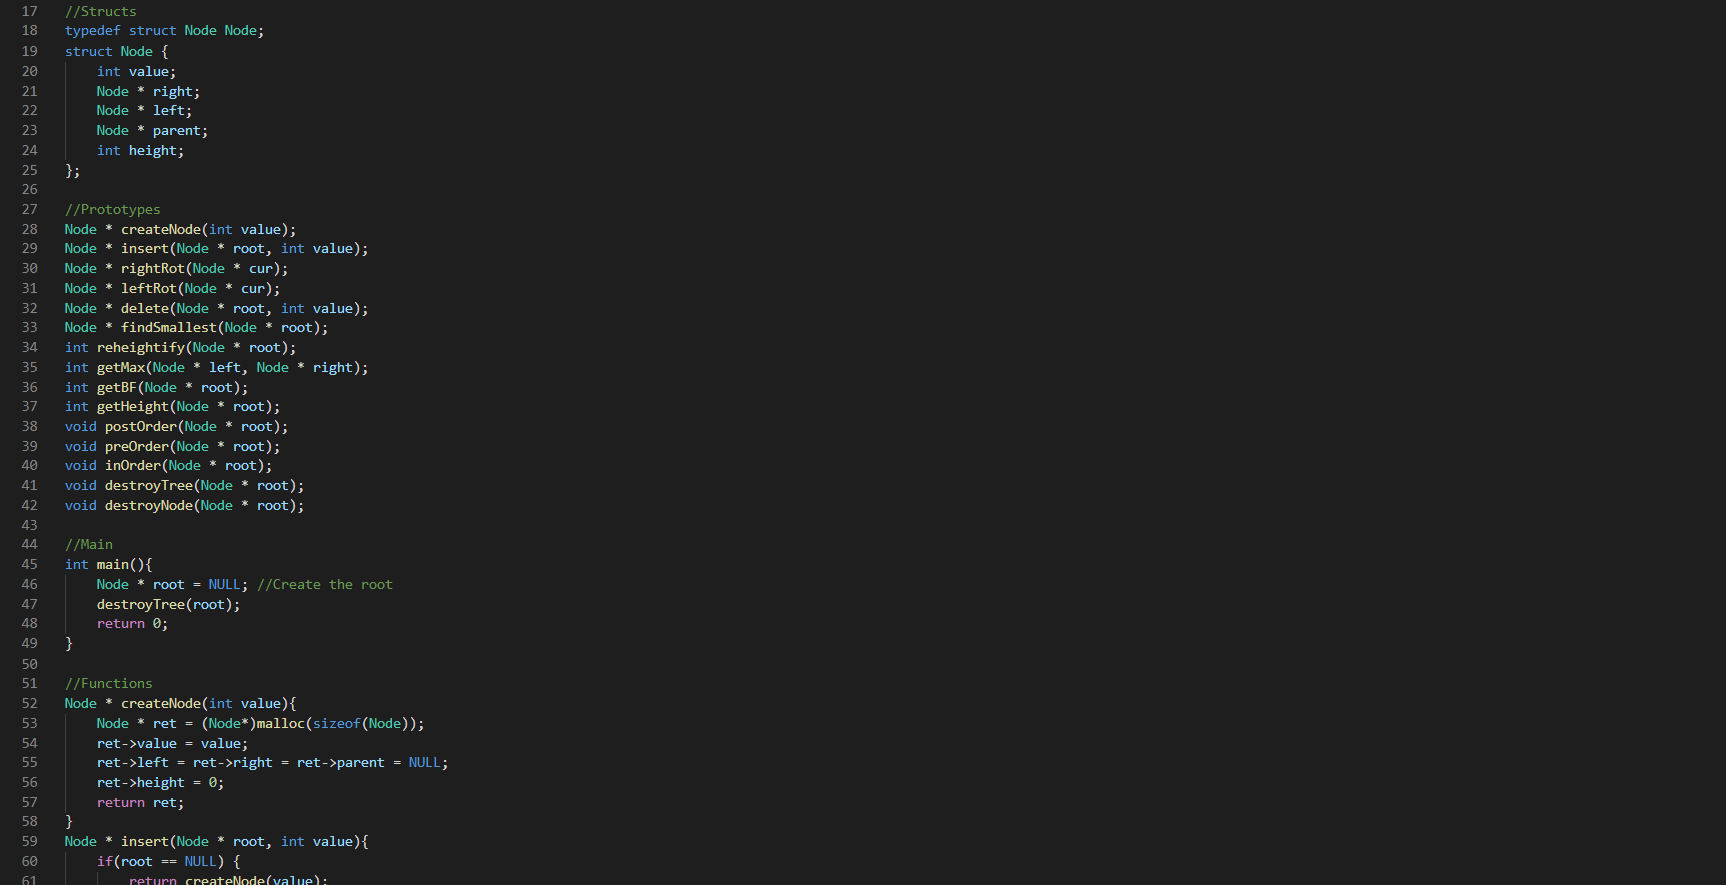 17 //Structs
18 typedef struct Node Node;
19 struct Node {
20     int value;
21     Node * right;
22     Node * left;
23     Node * parent;
24     int height;
25 };
26
27 //Prototypes
28 Node * createNode(int value);
29 Node * insert(Node * root, int value);
30 Node * rightRot(Node * cur);
31 Node * leftRot(Node * cur);
32 Node * delete(Node * root, int value);
33 Node * findSmallest(Node * root);
34 int reheightify(Node * root);
35 int getMax(Node * left, Node * right);
36 int getBF(Node * root);
37 int getHeight(Node * root);
38 void postOrder(Node * root);
39 void preOrder(Node * root);
40 void inOrder(Node * root);
41 void destroyTree(Node * root);
42 void destroyNode(Node * root);
43
44 //Main
45 int main(){
46     Node * root = NULL; //Create the root
47     destroyTree(root);
48     return 0;
49 }
50
51 //Functions
52 Node * createNode(int value){
53     Node * ret = (Node*)malloc(sizeof(Node));
54     ret->value = value;
55     ret->left = ret->right = ret->parent = NULL;
56     ret->height = 0;
57     return ret;
58 }
59 Node * insert(Node * root, int value){
60     if(root == NULL) {
61         return createNode(value);